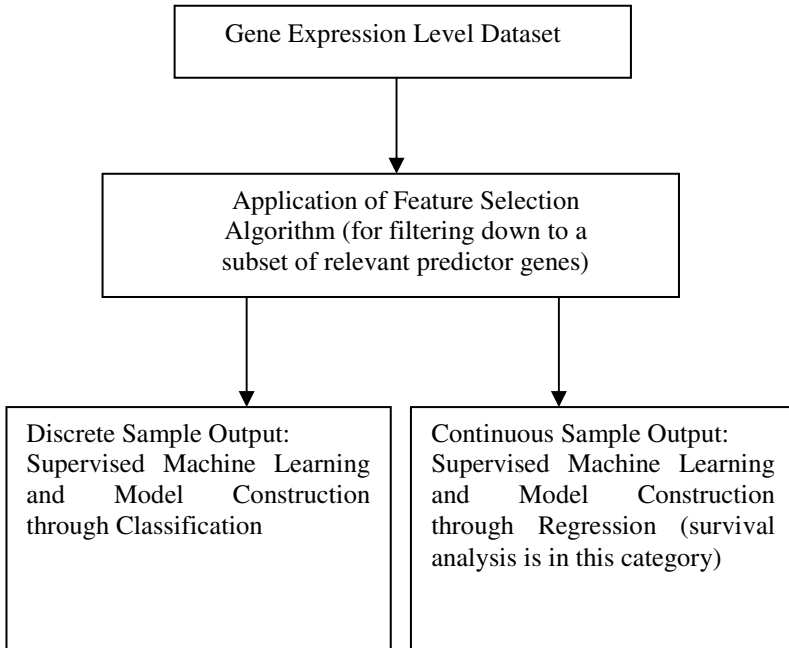 Gene Expression Level Dataset
Application of Feature Selection
Algorithm (for filtering down to a
subset of relevant predictor genes)
Discrete Sample Output:
Supervised Machine Learning
and Model Construction
through Classification
Continuous Sample Output:
Supervised Machine Learning
and Model Construction
through Regression (survival
analysis is in this category)